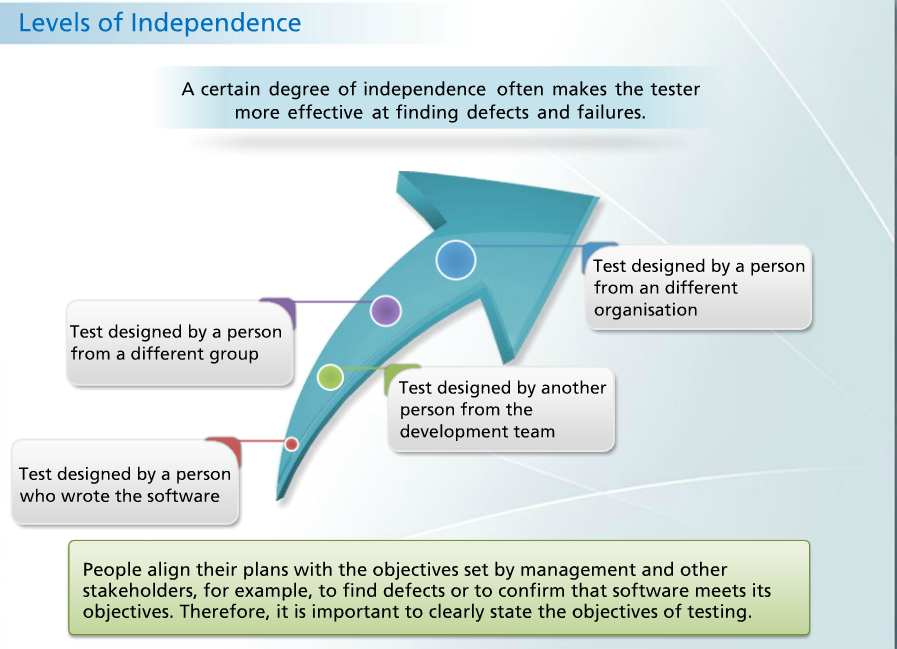 Levels of Independence
A certain degree of independence often makes the tester
more effective at finding defects and failures.
Test designed by a person
from an different
organisation
Test designed by a person
from a different group
Test designed by another
person from the
development team
Test designed by a person
who wrote the software
People align their plans with the objectives set by management and other
stakeholders, for example, to find defects or to confirm that software meets its
objectives. Therefore, it is important to clearly state the objectives of testing.